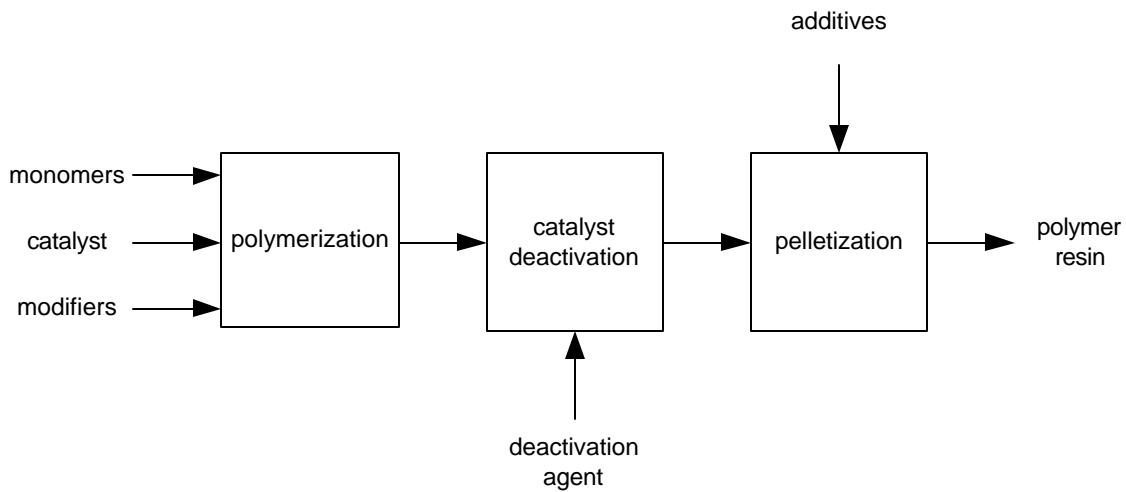 additives
monomers
catalyst
modifiers
polymerization
catalyst
deactivation
pelletization
polymer
resin
deactivation
agent